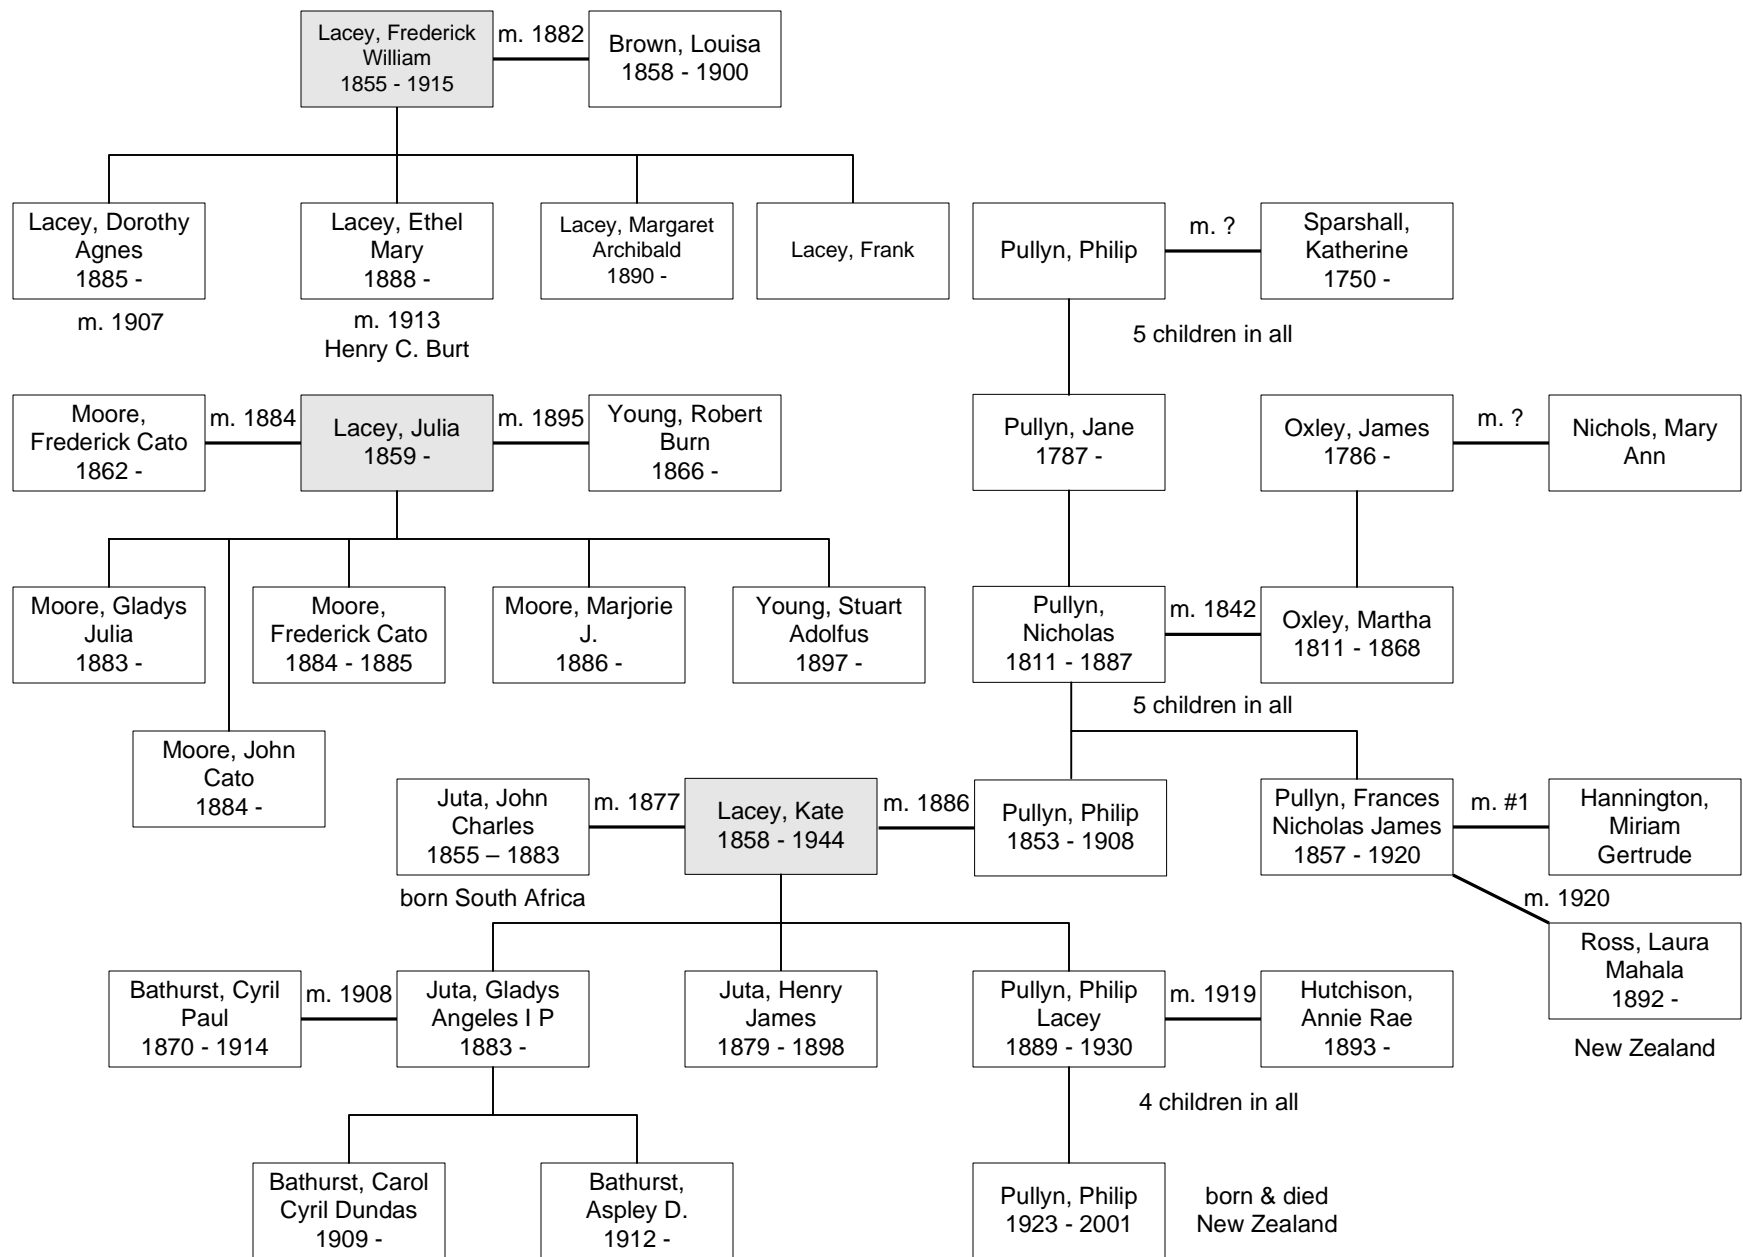 Lacey, Frederick
William
1855 - 1915
m. 1882
Brown, Louisa
1858 - 1900
Lacey, Dorothy
Agnes
1885 -
m. 1907
Lacey, Ethel
Mary
1888 -
m. 1913
Henry C. Burt
Lacey, Margaret
Archibald
1890 -
Lacey, Frank
Pullyn, Philip
m. ?
Sparshall,
Katherine
1750 -
5 children in all
Moore,
Frederick Cato
1862 -
m. 1884
Lacey, Julia
1859 -
m. 1895
Young, Robert
Burn
1866 -
Pullyn, Jane
1787 -
Oxley, James
1786 -
m. ?
Nichols, Mary
Ann
Moore, Gladys
Julia
1883 -
Moore,
Frederick Cato
1884 - 1885
Moore, Marjorie
J.
1886 -
Young, Stuart
Adolfus
1897 -
Pullyn,
Nicholas
1811 - 1887
m. 1842
Oxley, Martha
1811 - 1868
5 children in all
Moore, John
Cato
1884 -
Juta, John
Charles
1855 – 1883
born South Africa
m. 1877
Lacey, Kate
1858 - 1944
m. 1886
Pullyn, Philip
1853 - 1908
Pullyn, Frances
Nicholas James
1857 - 1920
m. #1
Hannington,
Miriam
Gertrude
m. 1920
Ross, Laura
Mahala
1892 -
New Zealand
Bathurst, Cyril
Paul
1870 - 1914
m. 1908
Juta, Gladys
Angeles I P
1883 -
Juta, Henry
James
1879 - 1898
Pullyn, Philip
Lacey
1889 - 1930
m. 1919
Hutchison,
Annie Rae
1893 -
4 children in all
Bathurst, Carol
Cyril Dundas
1909 -
Bathurst,
Aspley D.
1912 -
Pullyn, Philip
1923 - 2001
born & died
New Zealand